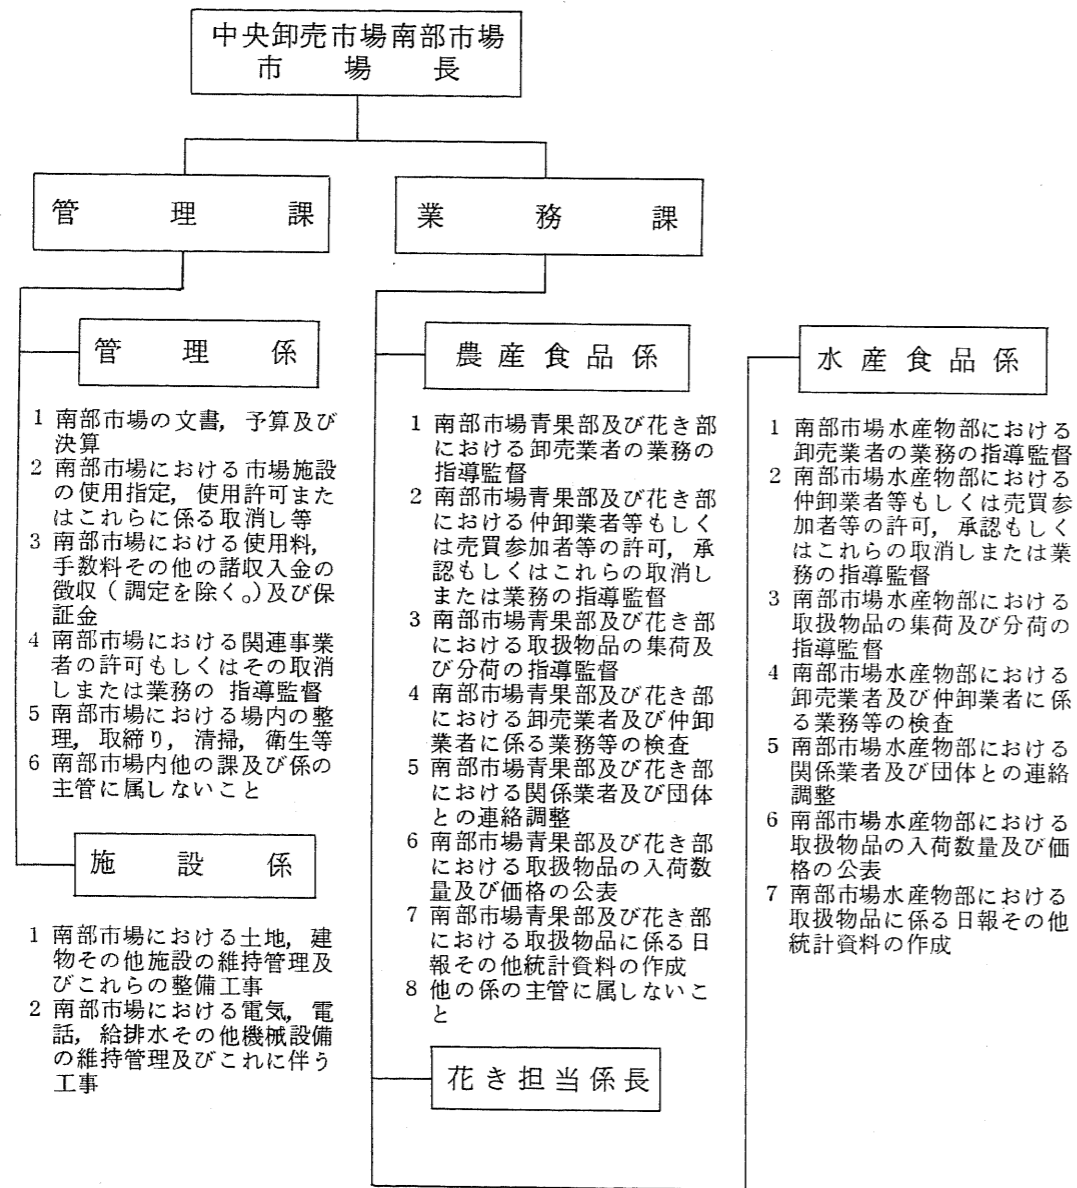 中央卸売市場南部市場
市場長
管理課
業務課
管理係
1 南部市場の文書，予算及び
決算
2 南部市場における市場施設
の使用指定，使用許可また
はこれらに係る取消し等
3 南部市場における使用料，
手数料その他の諸収入金の
徴収（調定を除く。）及び保
証金
4 南部市場における関連事業
者の許可もしくはその取消
しまたは業務の 指導監督
5 南部市場における場内の整
理，取締り，清掃，衛生等
6 南部市場内他の課及び係の
主管に属しないこと
施設係
1 南部市場における土地，建
物その他施設の維持管理及
びこれらの整備工事
2 南部市場における電気，電
話，給排水その他機械設備
の維持管理及びこれに伴う
工事
農産食品係
1 南部市場青果部及び花き部
における卸売業者の業務の
指導監督
2 南部市場青果部及び花き部
における仲卸業者等もしく
は売買参加者等の許可，承
認もしくはこれらの取消し
または業務の指導監督
3 南部市場青果部及び花き部
における取扱物品の集荷及
び分荷の指導監督
4 南部市場青果部及び花き部
における卸売業者及び仲卸
業者に係る業務等の検査
5 南部市場青果部及び花き部
における関係業者及び団体
との連絡調整
6 南部市場青果部及び花き部
における取扱物品の入荷数
量及び価格の公表
7 南部市場青果部及び花き部
における取扱物品に係る日
報その他統計資料の作成
8 他の係の主管に属しないこ
と
花き担当係長
水産食品係
1 南部市場水産物部における
卸売業者の業務の指導監督
2 南部市場水産物部における
仲卸業者等もしくは売買参
加者等の許可，承認もしく
はこれらの取消しまたは業
務の指導監督
3 南部市場水産物部における
取扱物品の集荷及び分荷の
指導監督
4 南部市場水産物部における
卸売業者及び仲卸業者に係
る業務等の検査
5 南部市場水産物部における
関係業者及び団体との連絡
調整
6 南部市場水産物部における
取扱物品の入荷数量及び価
格の公表
7 南部市場水産物部における
取扱物品に係る日報その他
統計資料の作成